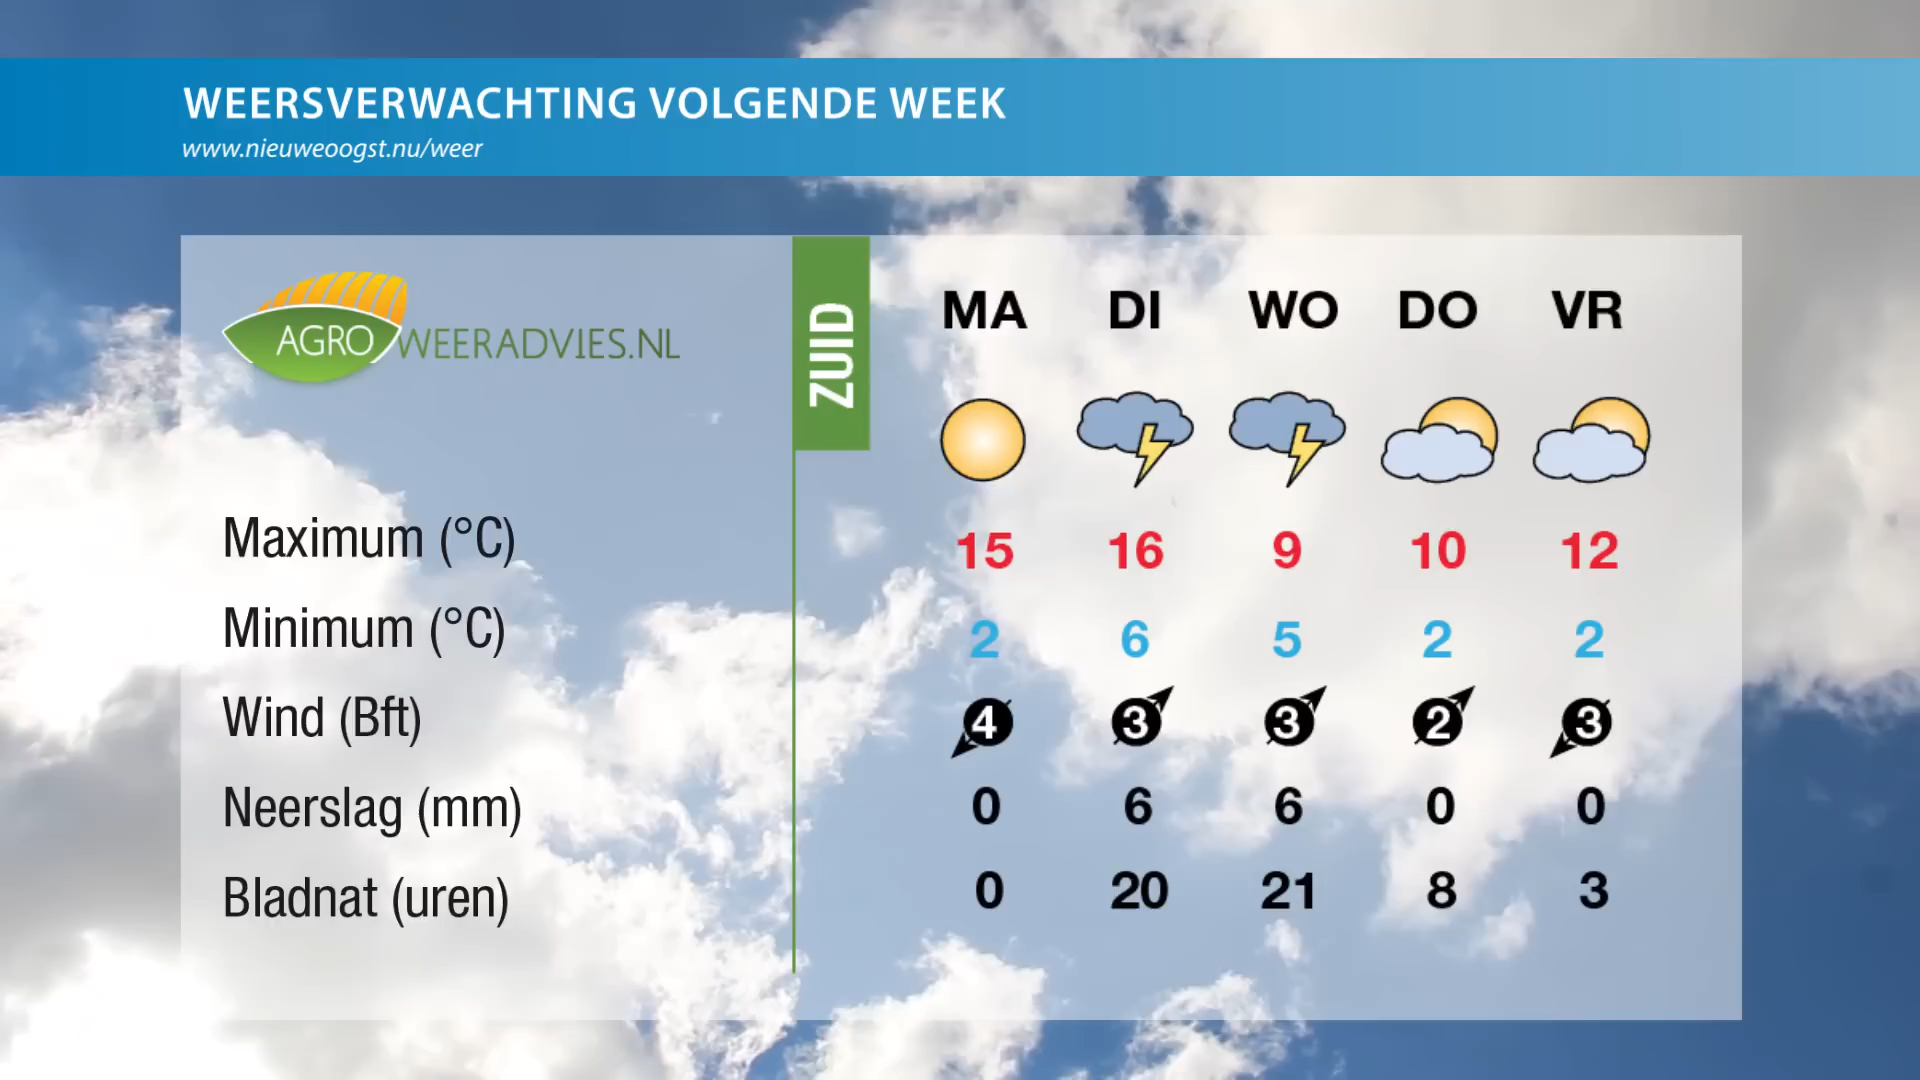 WEERSVERWACHTING VOLGENDE WEEK
www.nieuweoogst.nu/weer
AGROWEERADVIES.NL
ZUID
MA DI WO DO VR
Maximum (°C) 15 16 9 10 12
Minimum (°C) 2 6 5 2 2
Wind (Bft) 4 3 3 2 3
Neerslag (mm) 0 6 6 0 0
Bladnat (uren) 0 20 21 8 3